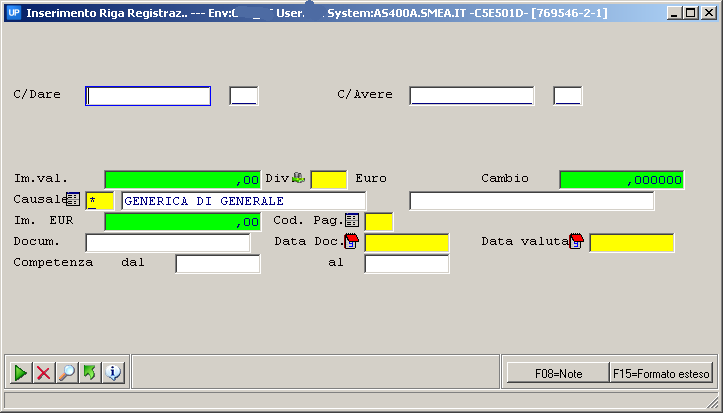 UP Inserimento Riga Registraz.. --- Env: User. System:AS400A.SMEA.IT -C5E501D- [769546-2-1]
C/Dare C/Avere
Im.val. ,00 Div Euro Cambio ,000000
Causale * GENERICA DI GENERALE
Im. EUR ,00 Cod. Pag.
Docum. Data Doc. Data valuta
Competenza dal al
F08=Note F15=Formato esteso